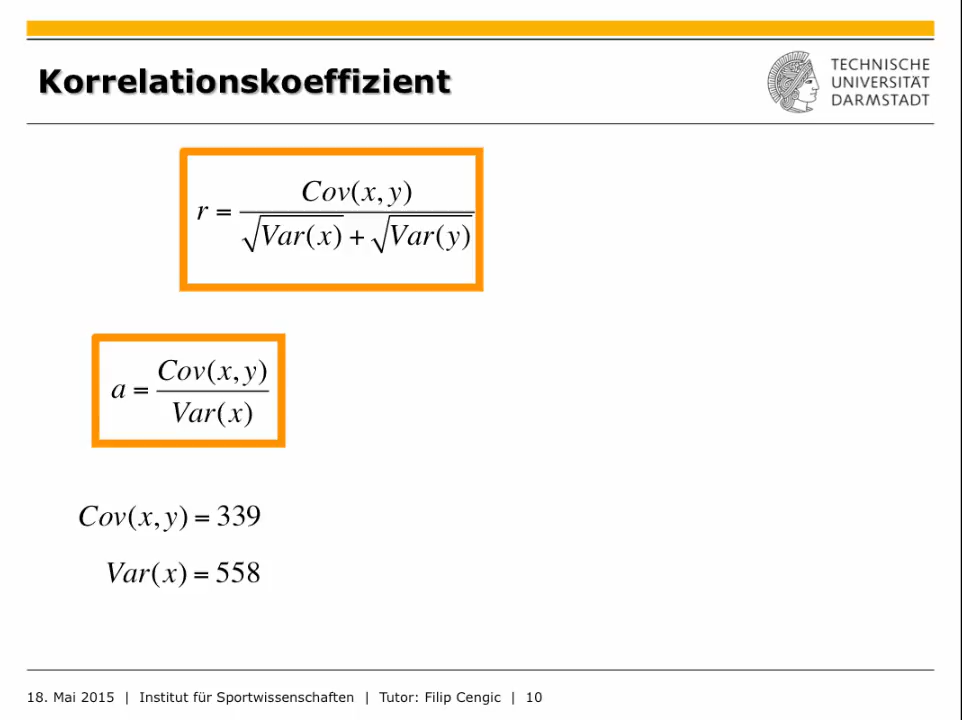 Korrelationskoeffizient
TECHNISCHE
UNIVERSITÄT
DARMSTADT
r = Cov(x, y) / √Var(x) + √Var(y)
a = Cov(x, y) / Var(x)
Cov(x, y) = 339
Var(x) = 558
18. Mai 2015 | Institut für Sportwissenschaften | Tutor: Filip Cengic | 10